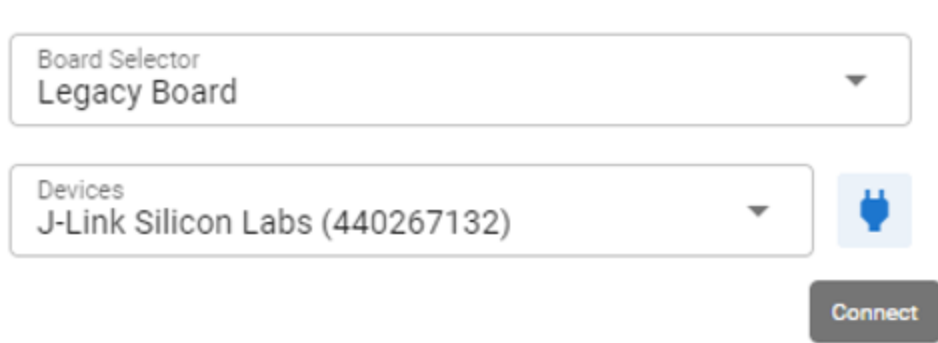 Board Selector
Legacy Board
Devices
J-Link Silicon Labs (440267132)
Connect